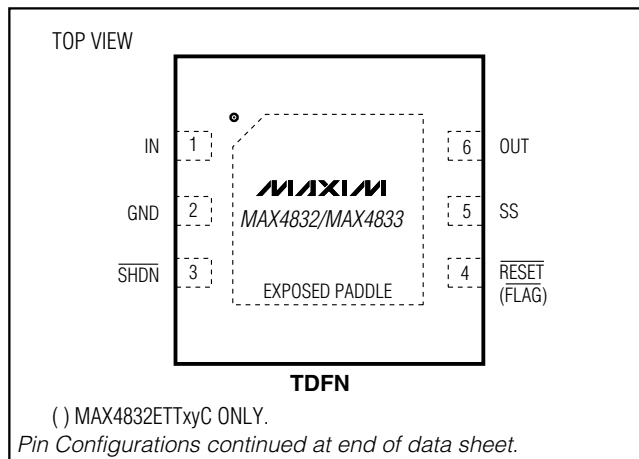 TOP VIEW
IN 1
6 OUT
MAXIM
MAX4832/MAX4833
GND 2
5 SS
SHDN 3
4 RESET
(FLAG)
EXPOSED PADDLE
TDFN
( ) MAX4832ETTxyC ONLY.
Pin Configurations continued at end of data sheet.